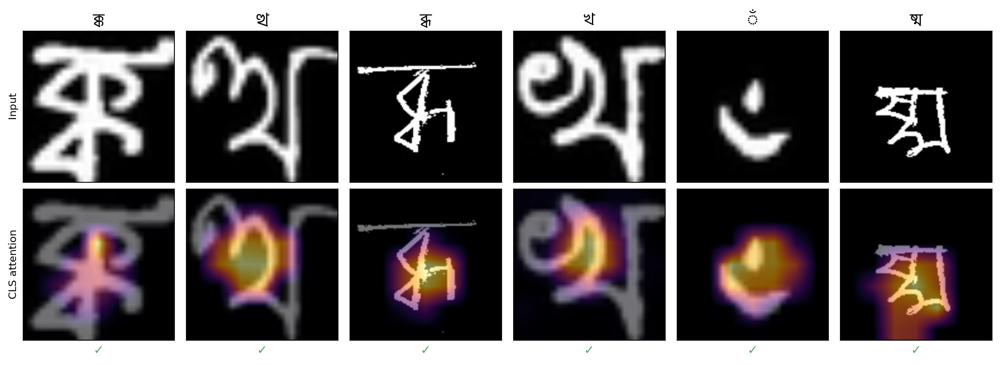 ক্ক থ খ ঁ
Input
CLS attention
✓ ✓ ✓ ✓ ✓ ✓